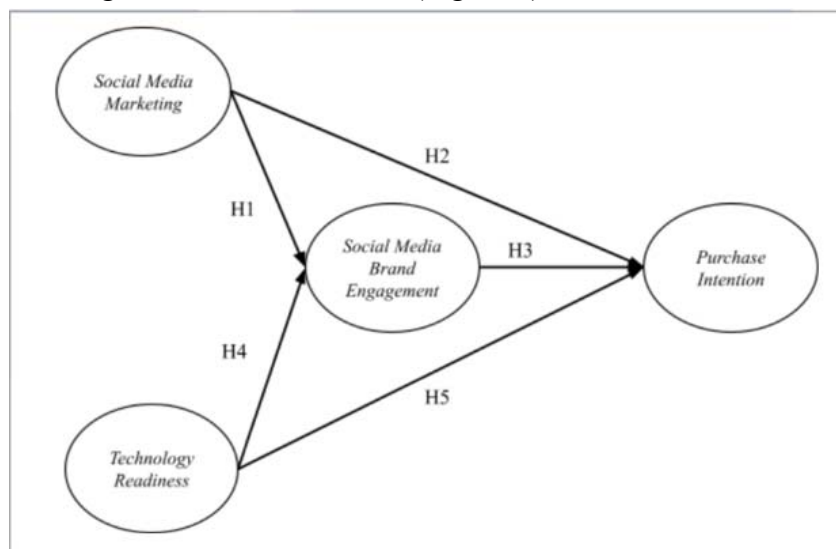 Social Media
Marketing
H2
H1
Social Media
Brand
Engagement
H3
Purchase
Intention
H4
H5
Technology
Readiness